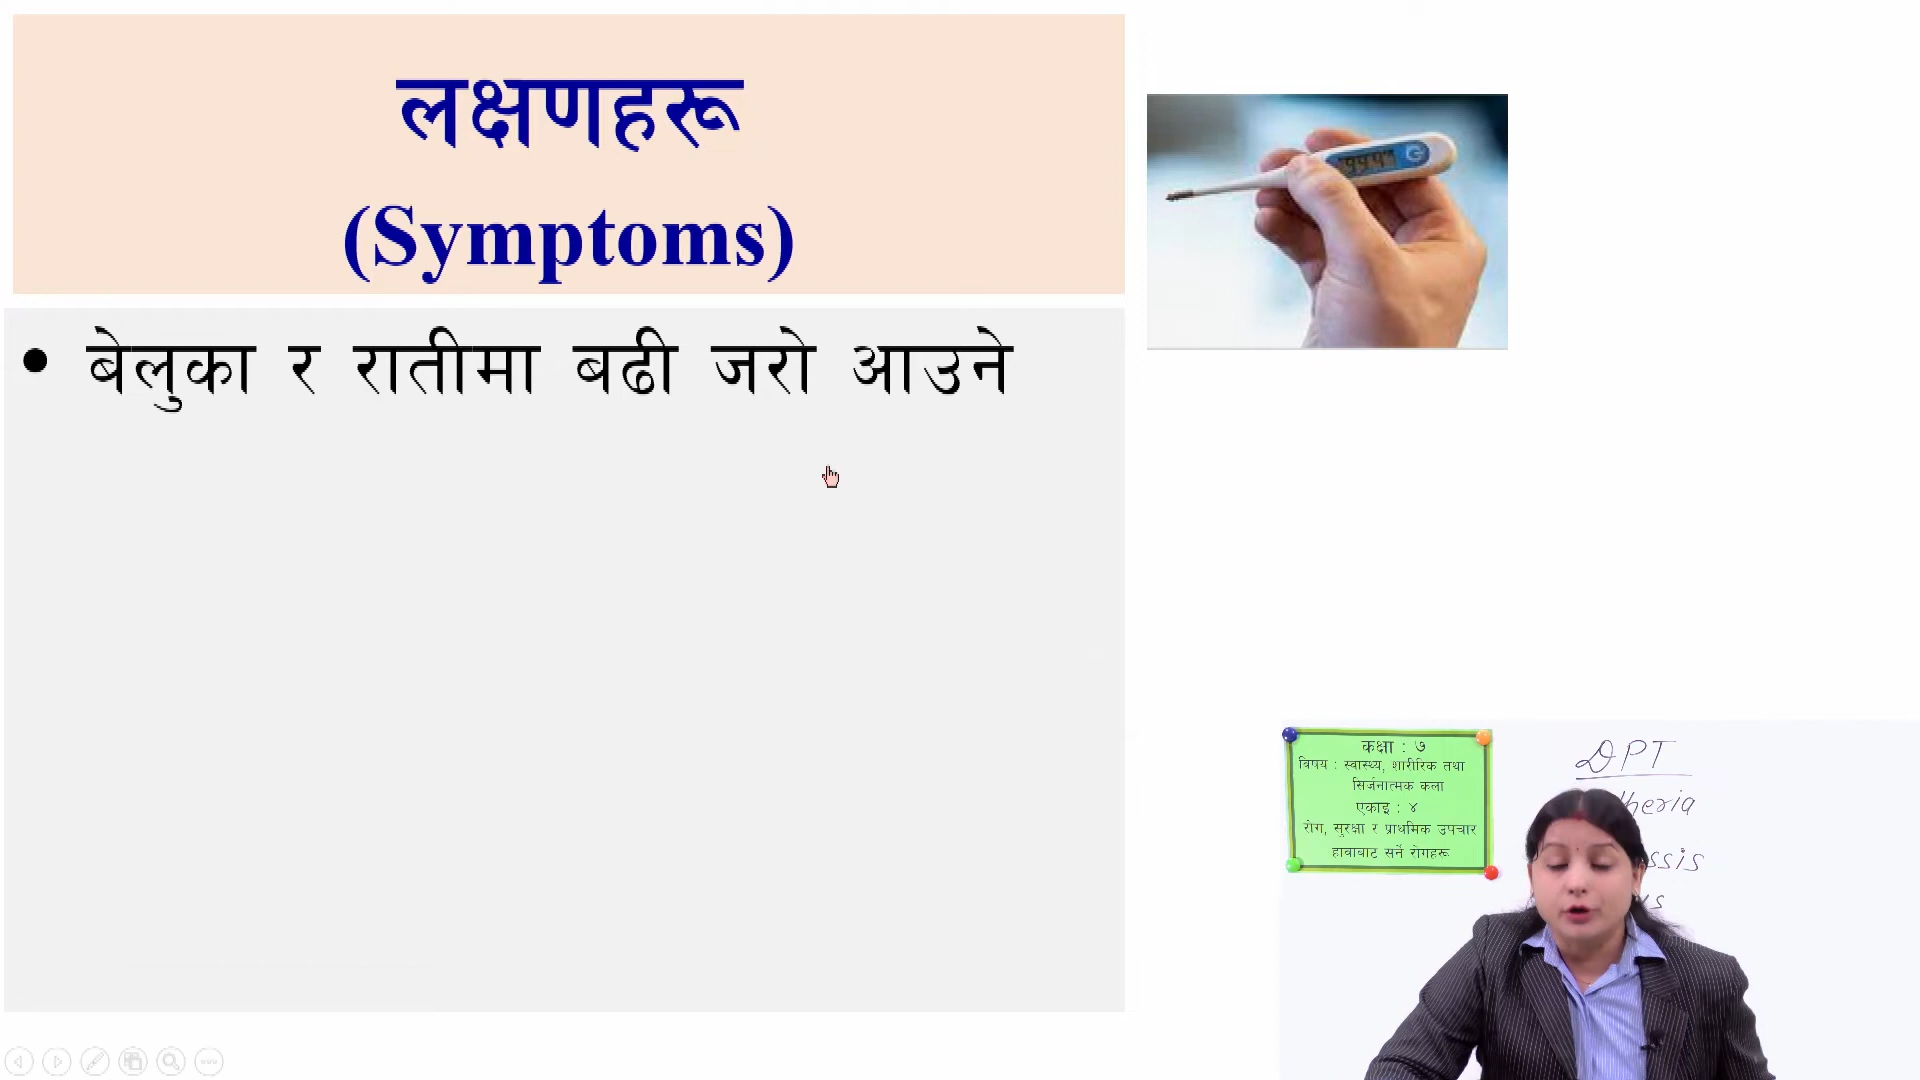 लक्षणहरू
(Symptoms)
• बेलुका र रातीमा बढी जरो आउने
कक्षा : ७
विषय : स्वास्थ्य, शारीरिक तथा
सिर्जनात्मक कला
एकाइ : ४
रोग, सुरक्षा र प्राथमिक उपचार
हावाबाट सर्ने रोगहरू
DPT